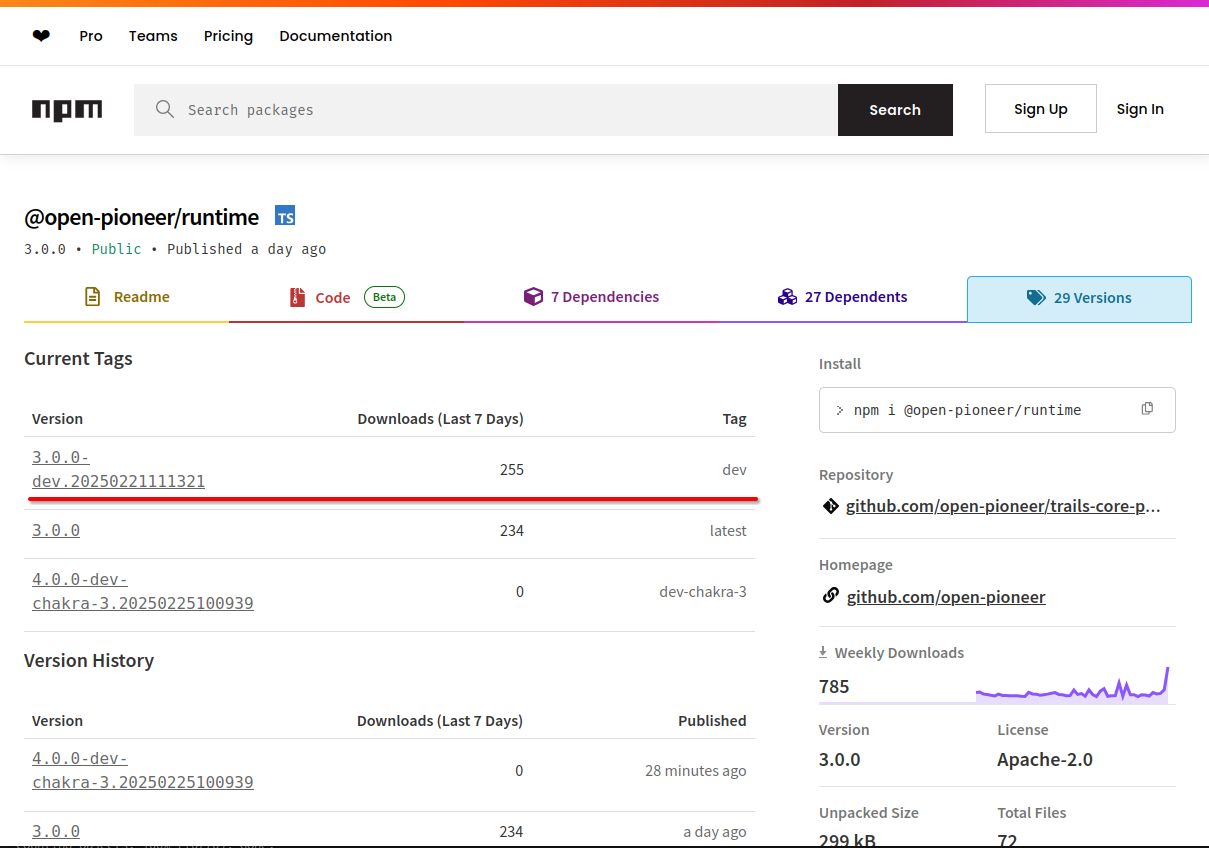 ❤ Pro Teams Pricing Documentation
npm Search packages Search Sign Up Sign In
@open-pioneer/runtime TS
3.0.0 • Public • Published a day ago
Readme Code Beta 7 Dependencies 27 Dependents 29 Versions
Current Tags
Version Downloads (Last 7 Days) Tag
3.0.0-
dev.20250221111321 255 dev
3.0.0 234 latest
4.0.0-dev-
chakra-3.20250225100939 0 dev-chakra-3
Version History
Version Downloads (Last 7 Days) Published
4.0.0-dev-
chakra-3.20250225100939 0 28 minutes ago
3.0.0 234 a day ago
Install
> npm i @open-pioneer/runtime
Repository
github.com/open-pioneer/trails-core-p…
Homepage
github.com/open-pioneer
Weekly Downloads
785
Version License
3.0.0 Apache-2.0
Unpacked Size Total Files
299 kB 72